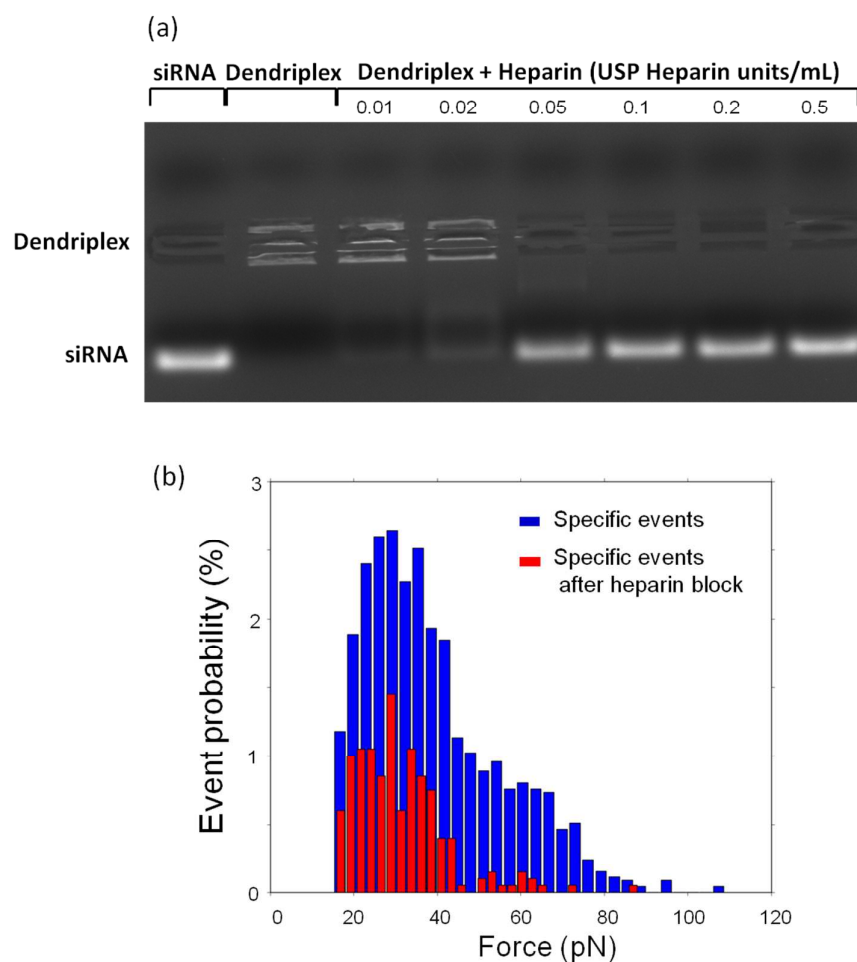 (a)
siRNA Dendriplex Dendriplex + Heparin (USP Heparin units/mL)
0.01 0.02 0.05 0.1 0.2 0.5
Dendriplex
siRNA
(b)
3
2
1
0
Event probability (%)
Specific events
Specific events
after heparin block
0 20 40 60 80 100 120
Force (pN)